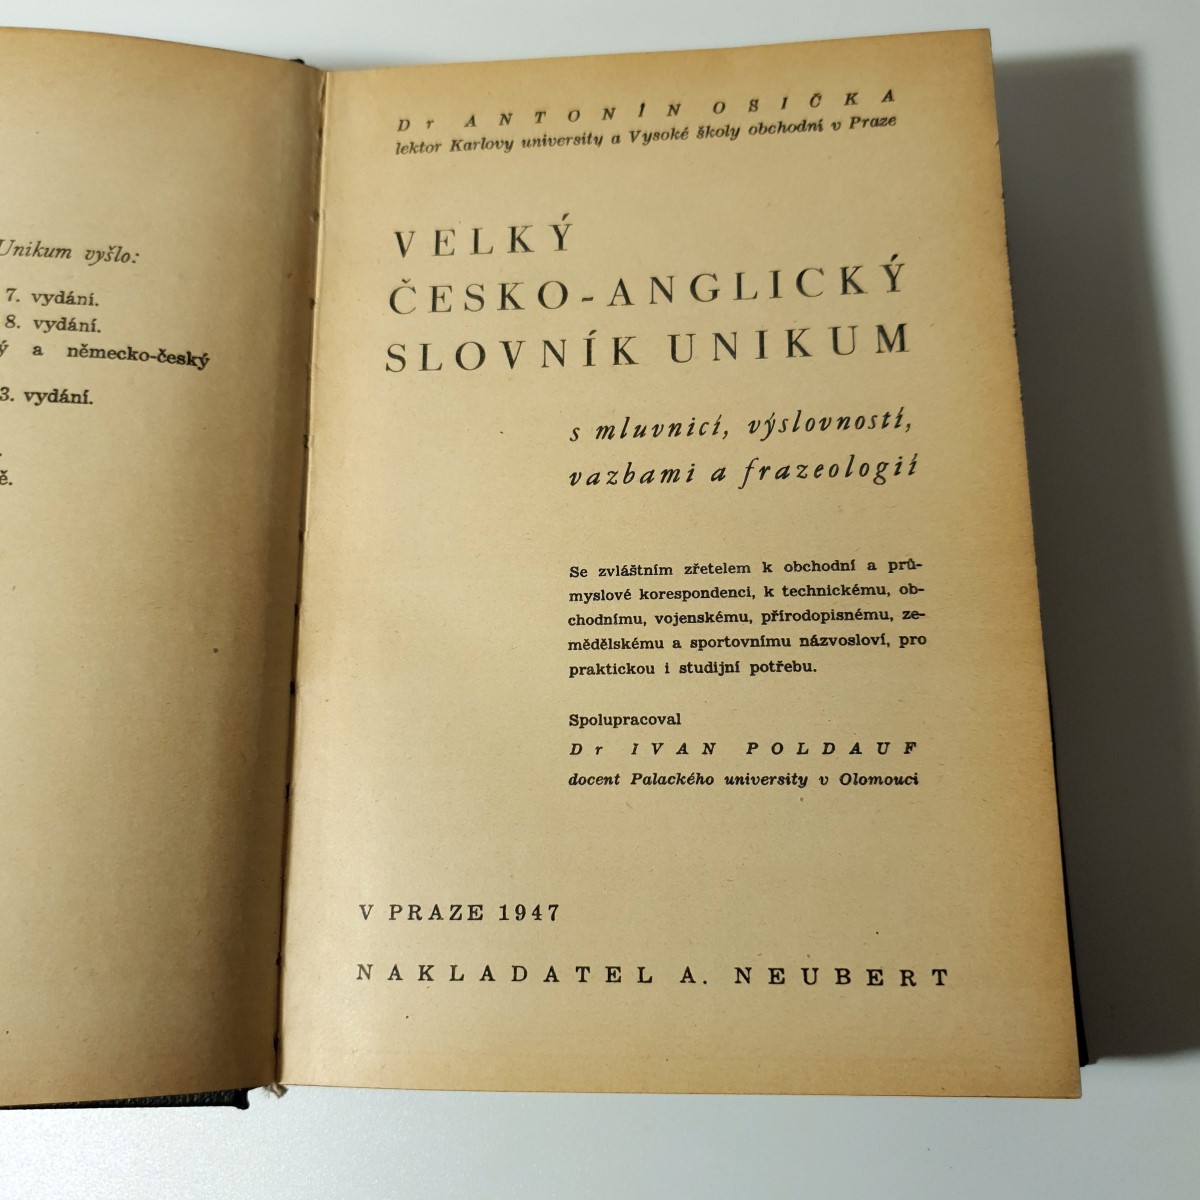 Unikum vyšlo:
7. vydání.
8. vydání.
ý a německo-český
3. vydání.
ě.
Dr ANTONÍN OSIČKA
lektor Karlovy university a Vysoké školy obchodní v Praze
VELKÝ
ČESKO-ANGLICKÝ
SLOVNÍK UNIKUM
s mluvnicí, výslovností,
vazbami a frazeologií
Se zvláštním zřetelem k obchodní a prů-
myslové korespondenci, k technickému, ob-
chodnímu, vojenskému, přírodopisnému, ze-
mědělskému a sportovnímu názvosloví, pro
praktickou i studijní potřebu.
Spolupracoval
Dr IVAN POLDAUF
docent Palackého university v Olomouci
V PRAZE 1947
NAKLADATEL A. NEUBERT